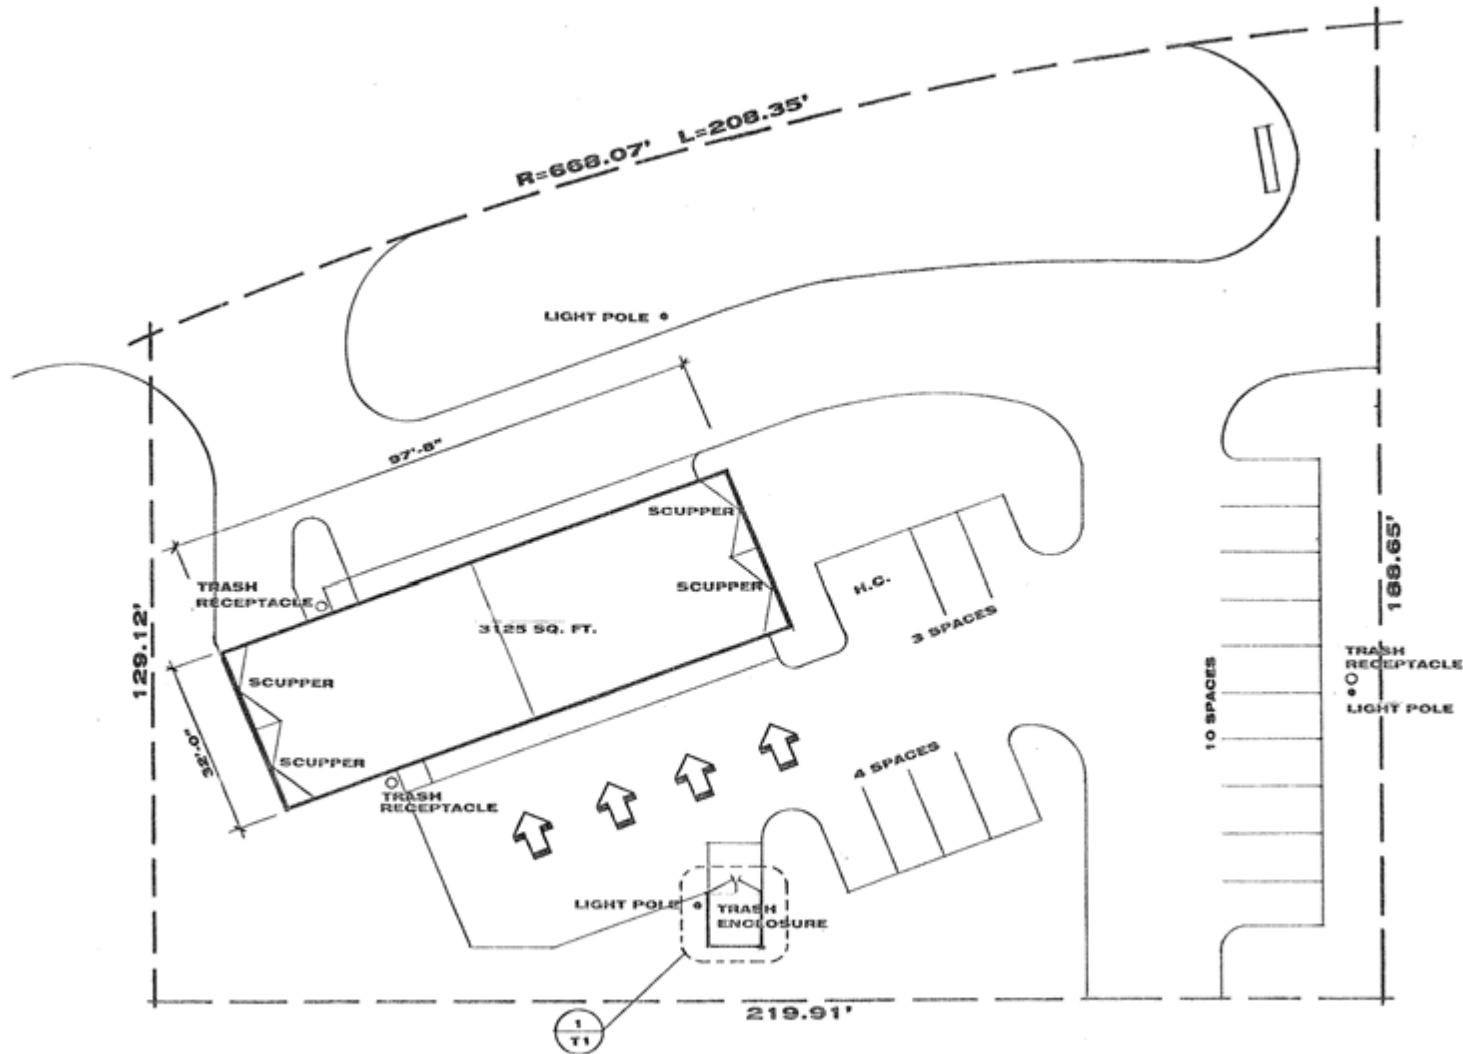 R=668.07' L=208.35'
LIGHT POLE
97'-8"
SCUPPER
SCUPPER
TRASH
RECEPTACLE
H.C.
3 SPACES
3125 SQ. FT.
129.12'
188.65'
TRASH
RECEPTACLE
LIGHT POLE
10 SPACES
SCUPPER
SCUPPER
32'-0"
TRASH
RECEPTACLE
4 SPACES
LIGHT POLE
TRASH
ENCLOSURE
219.91'
1
T1